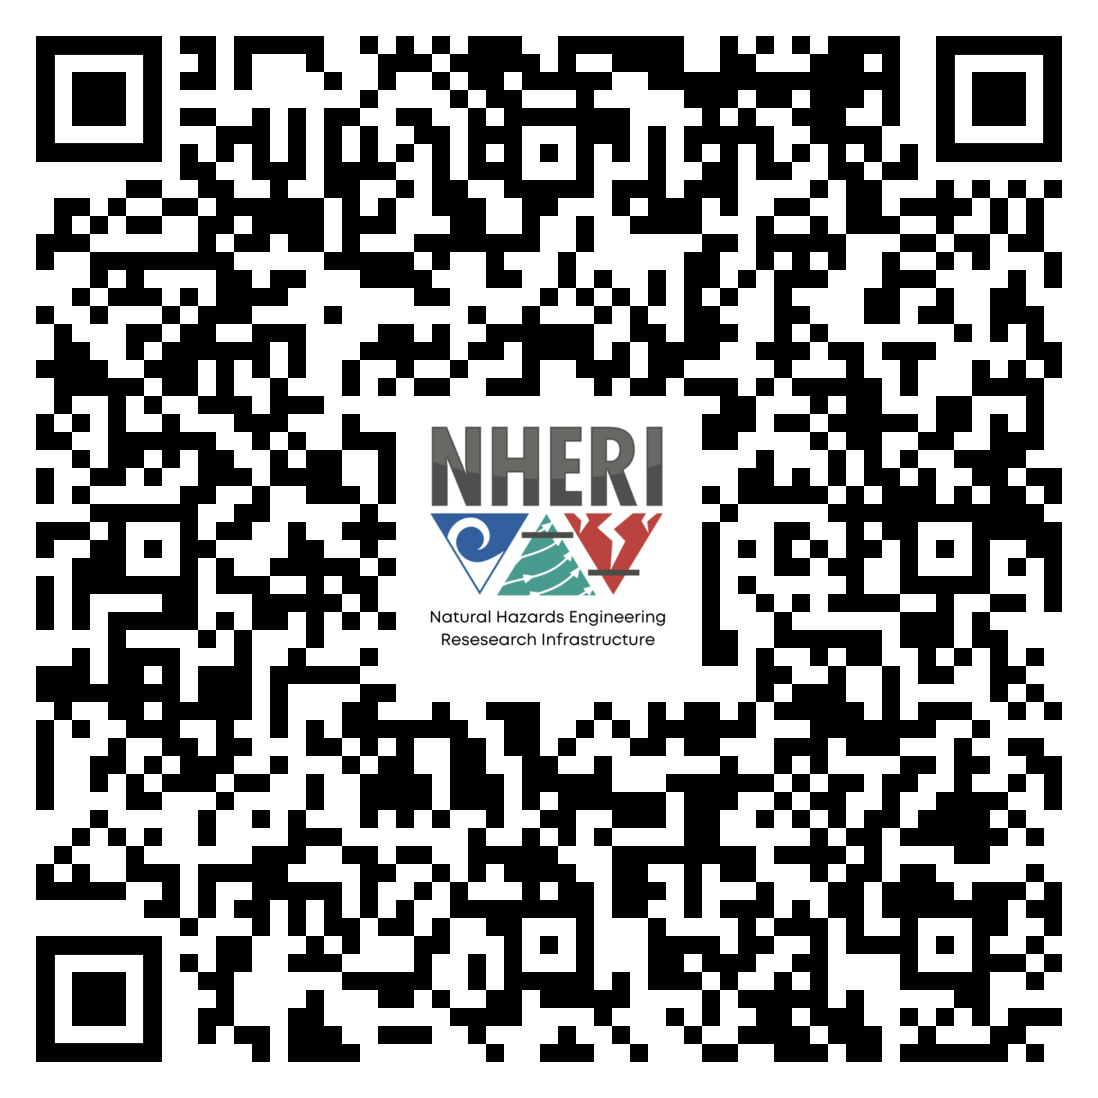 NHERI
Natural Hazards Engineering
Resesearch Infrastructure